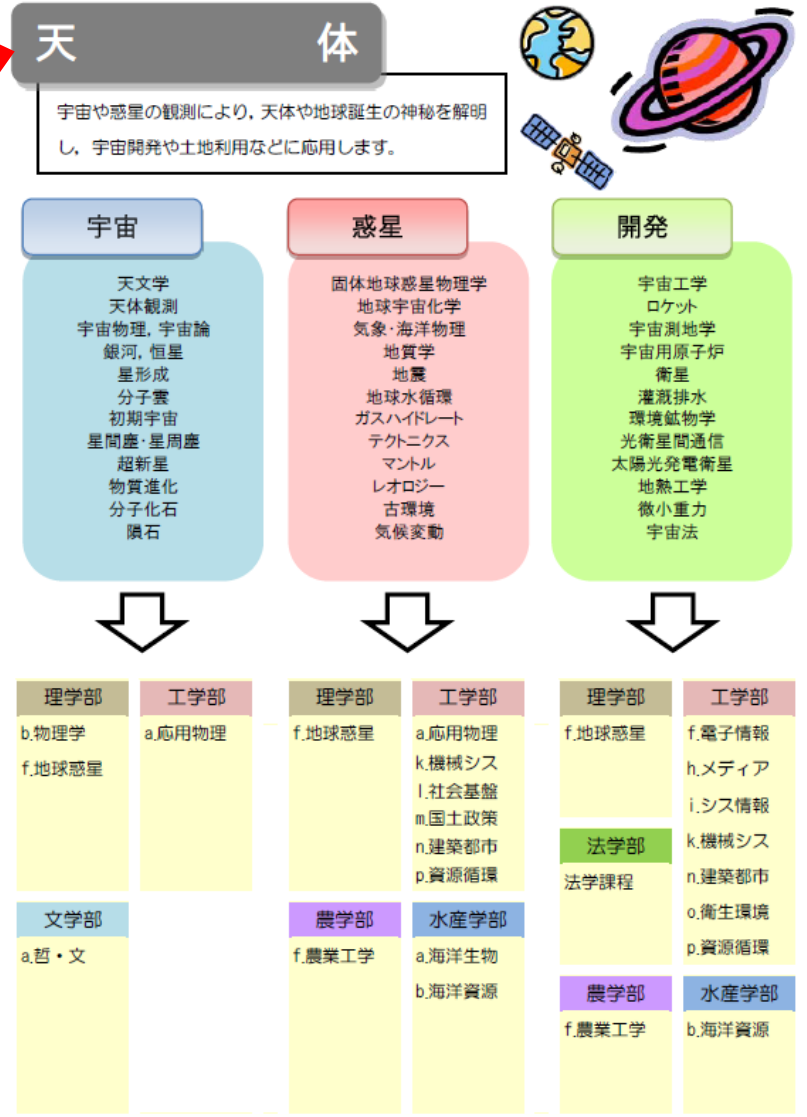 天 体
宇宙や惑星の観測により,天体や地球誕生の神秘を解明
し,宇宙開発や土地利用などに応用します。
宇宙
天文学
天体観測
宇宙物理, 宇宙論
銀河, 恒星
星形成
分子雲
初期宇宙
星間塵・星周塵
超新星
物質進化
分子化石
隕石
惑星
固体地球惑星物理学
地球宇宙化学
気象・海洋物理
地質学
地震
地球水循環
ガスハイドレート
テクトニクス
マントル
レオロジー
古環境
気候変動
開発
宇宙工学
ロケット
宇宙測地学
宇宙用原子炉
衛星
灌漑排水
環境鉱物学
光衛星間通信
太陽光発電衛星
地熱工学
微小重力
宇宙法
理学部
b.物理学
f.地球惑星
工学部
a.応用物理
文学部
a.哲・文
理学部
f.地球惑星
工学部
a.応用物理
k.機械シス
l.社会基盤
m.国土政策
n.建築都市
p.資源循環
農学部
f.農業工学
水産学部
a.海洋生物
b.海洋資源
理学部
f.地球惑星
法学部
法学課程
工学部
f.電子情報
h.メディア
i.シス情報
k.機械シス
n.建築都市
o.衛生環境
p.資源循環
農学部
f.農業工学
水産学部
b.海洋資源